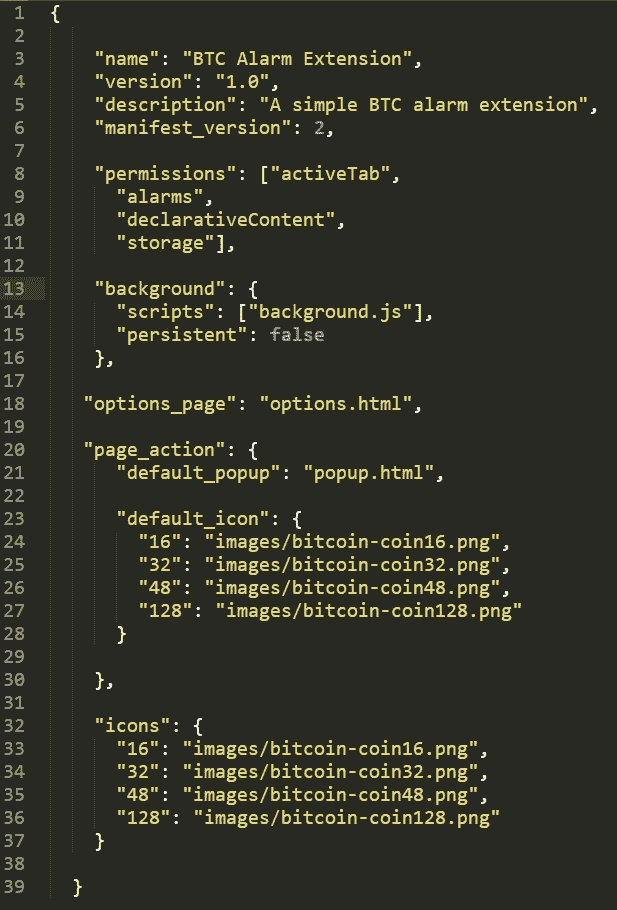 1 {
2
3 "name": "BTC Alarm Extension",
4 "version": "1.0",
5 "description": "A simple BTC alarm extension",
6 "manifest_version": 2,
7
8 "permissions": ["activeTab",
9 "alarms",
10 "declarativeContent",
11 "storage"],
12
13 "background": {
14 "scripts": ["background.js"],
15 "persistent": false
16 },
17
18 "options_page": "options.html",
19
20 "page_action": {
21 "default_popup": "popup.html",
22
23 "default_icon": {
24 "16": "images/bitcoin-coin16.png",
25 "32": "images/bitcoin-coin32.png",
26 "48": "images/bitcoin-coin48.png",
27 "128": "images/bitcoin-coin128.png"
28 }
29
30 },
31
32 "icons": {
33 "16": "images/bitcoin-coin16.png",
34 "32": "images/bitcoin-coin32.png",
35 "48": "images/bitcoin-coin48.png",
36 "128": "images/bitcoin-coin128.png"
37 }
38
39 }